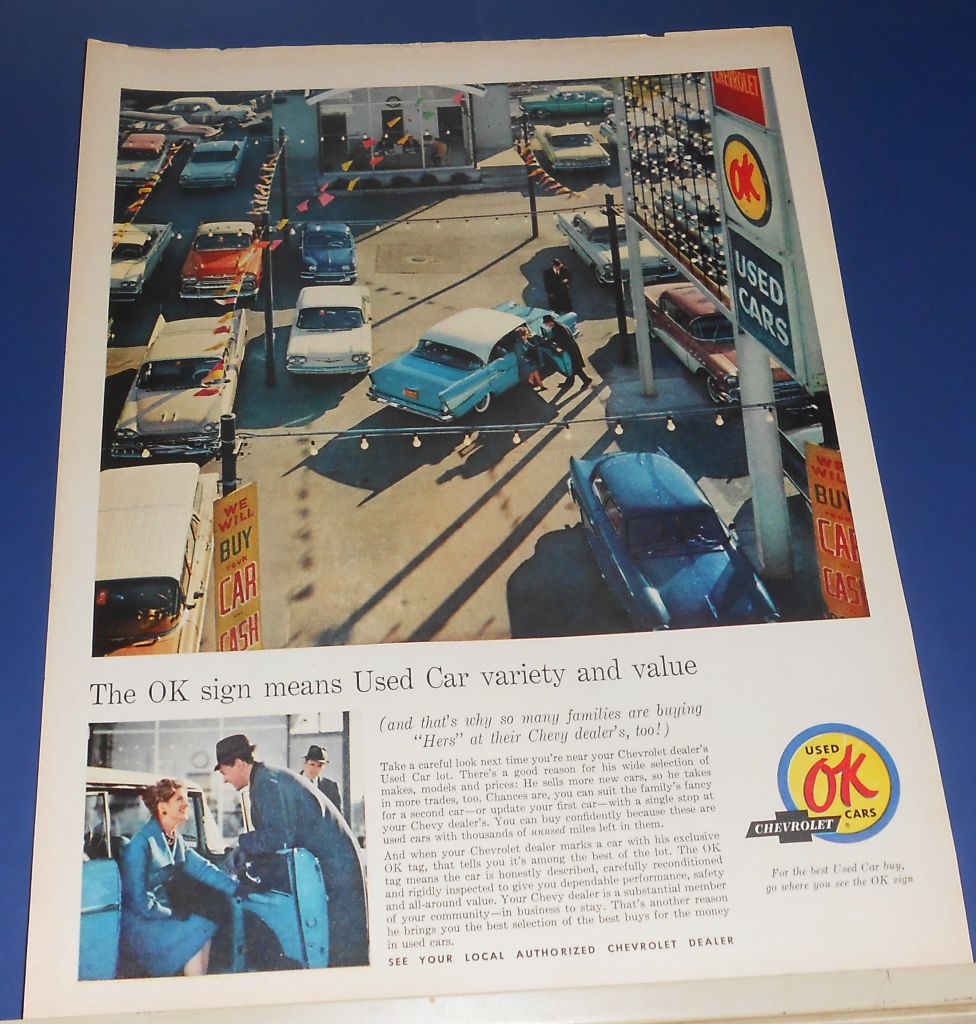 CHEVROLET
OK
USED
CARS
WE
WILL
BUY
YOUR
CAR
CASH
WE
WILL
BUY
CAR
CAS
The OK sign means Used Car variety and value
(and that's why so many families are buying
"Hers" at their Chevy dealer's, too!)
Take a careful look next time you're near your Chevrolet dealer's
Used Car lot. There's a good reason for his wide selection of
makes, models and prices: He sells more new cars, so he takes
in more trades, too. Chances are, you can suit the family's fancy
for a second car—or update your first car—with a single stop at
your Chevy dealer's. You can buy confidently because these are
used cars with thousands of unused miles left in them.
And when your Chevrolet dealer marks a car with his exclusive
OK tag, that tells you it's among the best of the lot. The OK
tag means the car is honestly described, carefully reconditioned
and rigidly inspected to give you dependable performance, safety
and all-around value. Your Chevy dealer is a substantial member
of your community—in business to stay. That's another reason
he brings you the best selection of the best buys for the money
in used cars.
SEE YOUR LOCAL AUTHORIZED CHEVROLET DEALER
USED
OK
CARS
CHEVROLET
For the best Used Car buy,
go where you see the OK sign